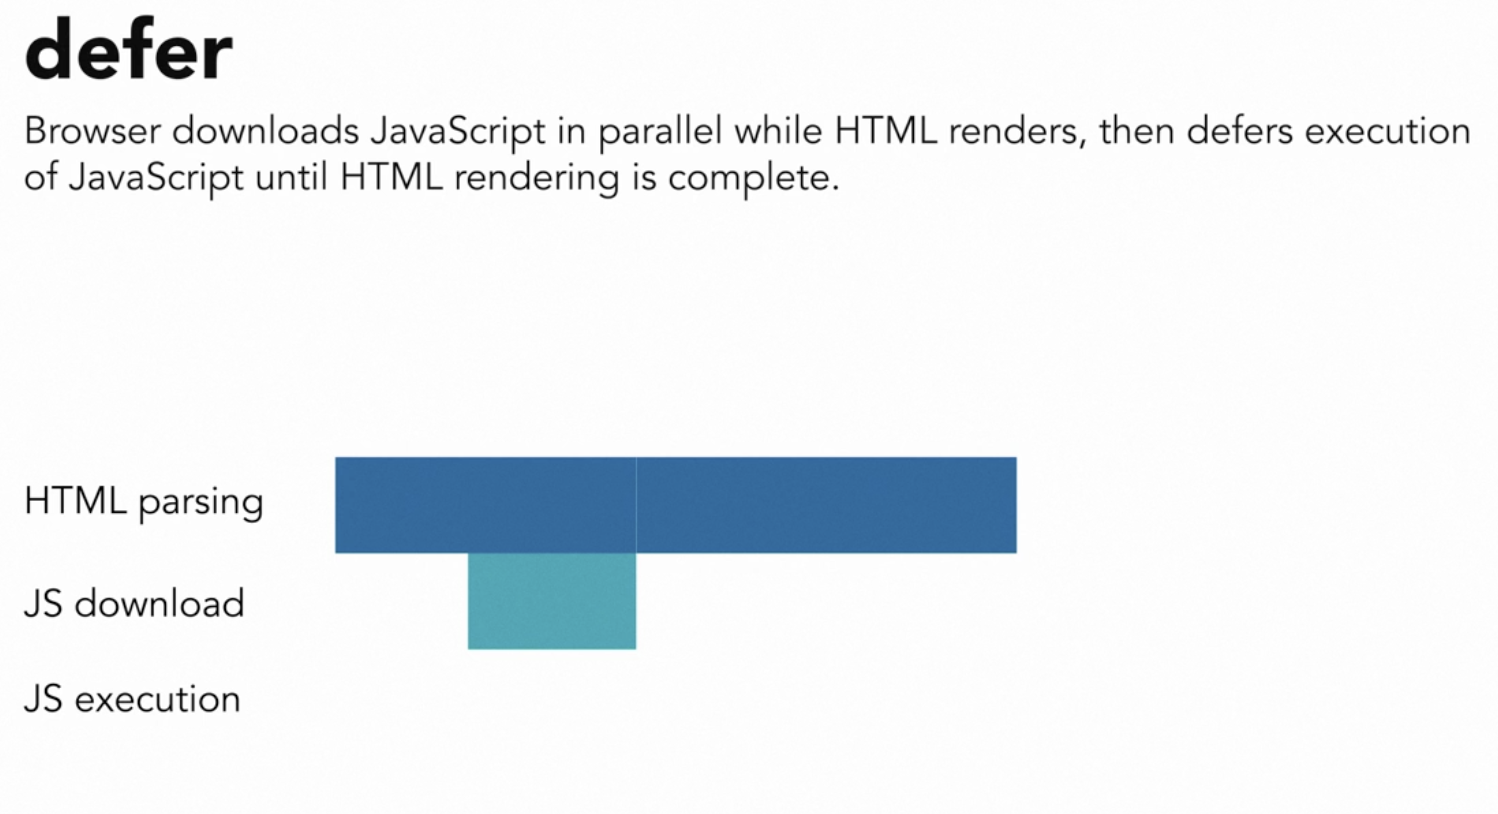 defer
Browser downloads JavaScript in parallel while HTML renders, then defers execution
of JavaScript until HTML rendering is complete.
HTML parsing
JS download
JS execution